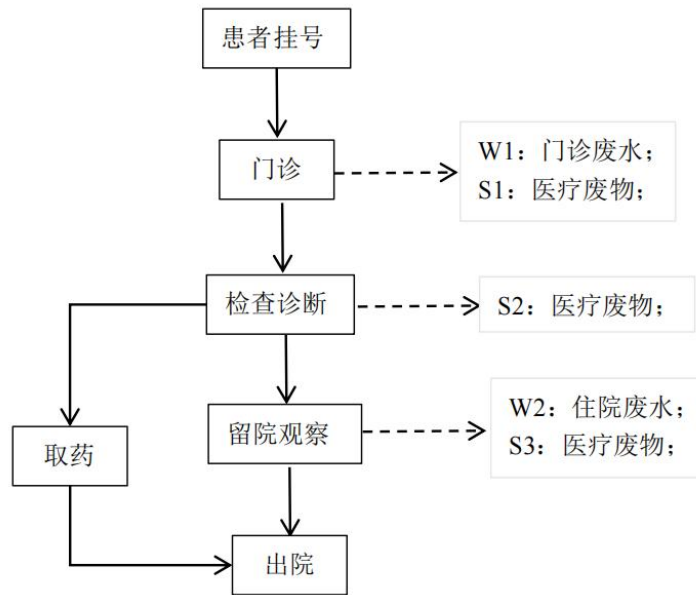 患者挂号
门诊
W1：门诊废水；
S1：医疗废物；
检查诊断
S2：医疗废物；
取药
留院观察
W2：住院废水；
S3：医疗废物；
出院